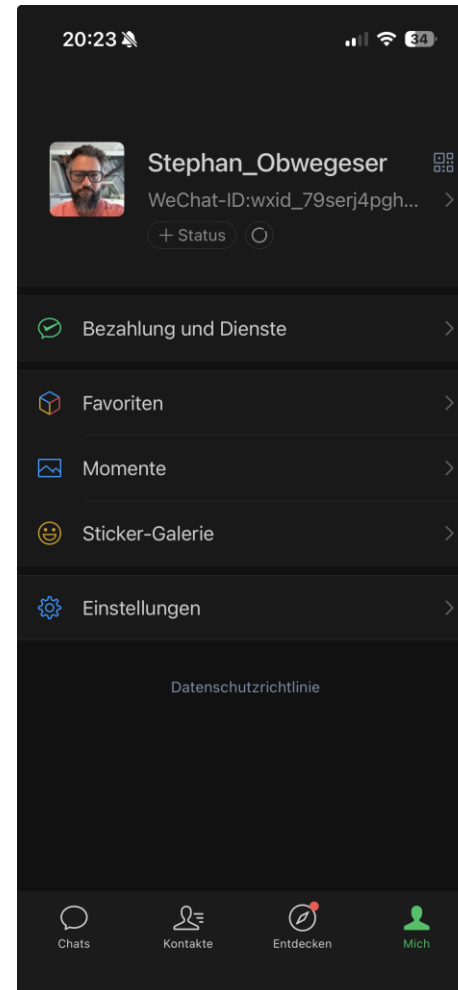 20:23
34
Stephan_Obwegeser
WeChat-ID:wxid_79serj4pgh...
+ Status
Bezahlung und Dienste
Favoriten
Momente
Sticker-Galerie
Einstellungen
Datenschutzrichtlinie
Chats Kontakte Entdecken Mich